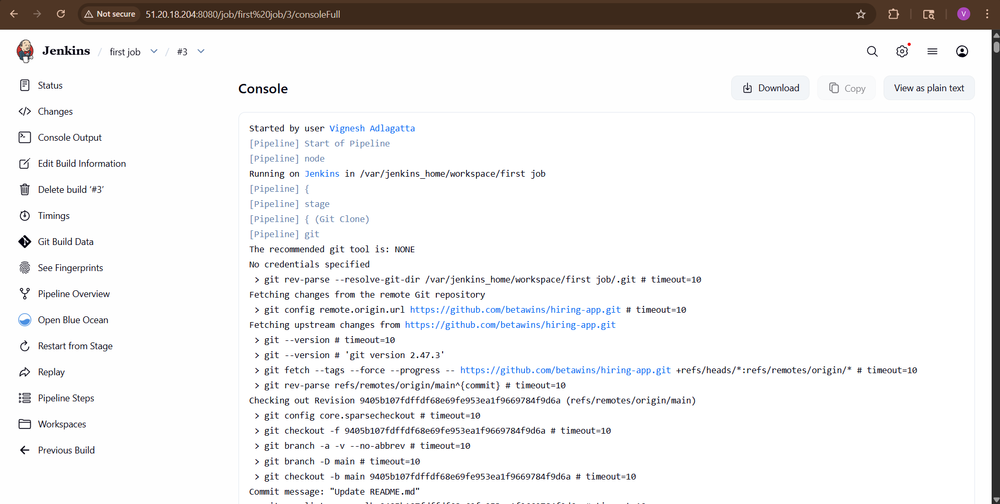 Not secure 51.20.18.204:8080/job/first%20job/3/consoleFull
V
Jenkins / first job / #3
Status
Changes
Console Output
Edit Build Information
Delete build ‘#3’
Timings
Git Build Data
See Fingerprints
Pipeline Overview
Open Blue Ocean
Restart from Stage
Replay
Pipeline Steps
Workspaces
Previous Build
Console
Download
Copy
View as plain text
Started by user Vignesh Adlagatta
[Pipeline] Start of Pipeline
[Pipeline] node
Running on Jenkins in /var/jenkins_home/workspace/first job
[Pipeline] {
[Pipeline] stage
[Pipeline] { (Git Clone)
[Pipeline] git
The recommended git tool is: NONE
No credentials specified
> git rev-parse --resolve-git-dir /var/jenkins_home/workspace/first job/.git # timeout=10
Fetching changes from the remote Git repository
> git config remote.origin.url https://github.com/betawins/hiring-app.git # timeout=10
Fetching upstream changes from https://github.com/betawins/hiring-app.git
> git --version # timeout=10
> git --version # 'git version 2.47.3'
> git fetch --tags --force --progress -- https://github.com/betawins/hiring-app.git +refs/heads/*:refs/remotes/origin/* # timeout=10
> git rev-parse refs/remotes/origin/main^{commit} # timeout=10
Checking out Revision 9405b107fdffdf68e69fe953ea1f9669784f9d6a (refs/remotes/origin/main)
> git config core.sparsecheckout # timeout=10
> git checkout -f 9405b107fdffdf68e69fe953ea1f9669784f9d6a # timeout=10
> git branch -a -v --no-abbrev # timeout=10
> git branch -D main # timeout=10
> git checkout -b main 9405b107fdffdf68e69fe953ea1f9669784f9d6a # timeout=10
Commit message: "Update README.md"